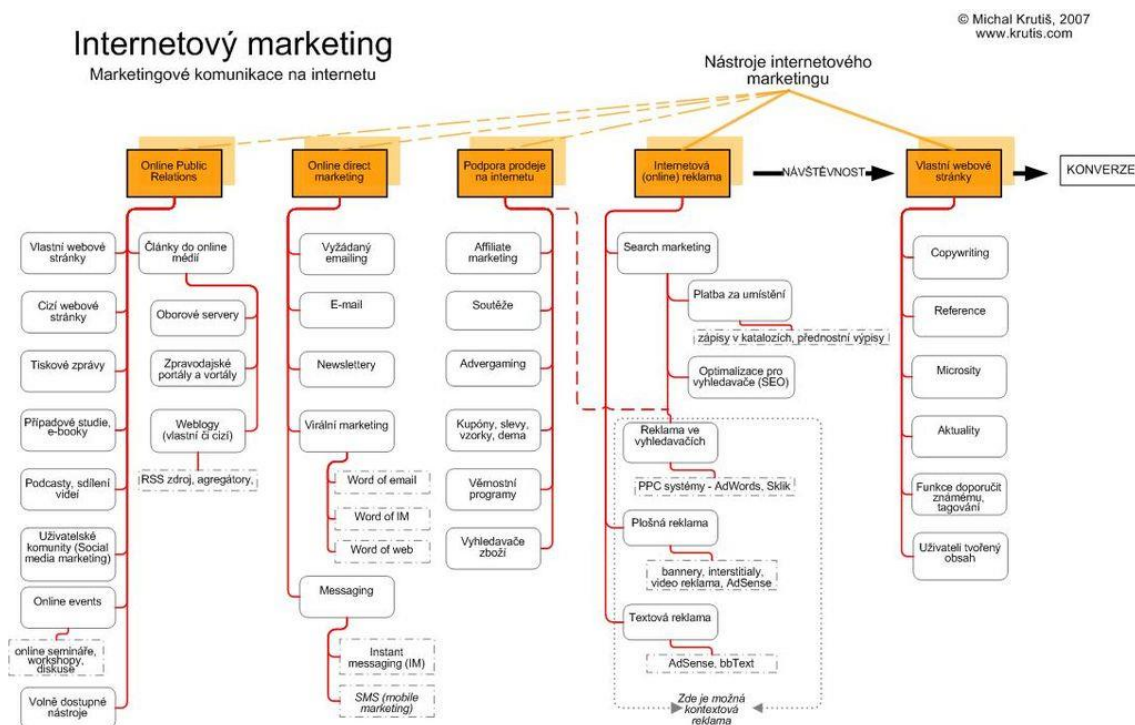 © Michal Krutiš, 2007
www.krutis.com
Internetový marketing
Marketingové komunikace na internetu
Nástroje internetového
marketingu
Online Public
Relations
Online direct
marketing
Podpora prodeje
na internetu
Internetová
(online) reklama
NÁVŠTĚVNOST
Vlastní webové
stránky
KONVERZE
Vlastní webové
stránky
Cizí webové
stránky
Tiskové zprávy
Případové studie,
e-booky
Podcasty, sdílení
videí
Uživatelské
komunity (Social
media marketing)
Online events
online semináře,
workshopy,
diskuse
Volně dostupné
nástroje
Články do online
médií
Oborové servery
Zpravodajské
portály a vortály
Weblogy
(vlastní či cizí)
RSS zdroj, agregátory,
Vyžádaný
emailing
E-mail
Newslettery
Virální marketing
Word of email
Word of IM
Word of web
Messaging
Instant
messaging (IM)
SMS (mobile
marketing)
Affiliate
marketing
Soutěže
Advergaming
Kupóny, slevy,
vzorky, dema
Věrnostní
programy
Vyhledavače
zboží
Search marketing
Platba za umístění
zápisy v katalozích, přednostní výpisy
Optimalizace pro
vyhledavače (SEO)
Reklama ve
vyhledavačích
PPC systémy - AdWords, Sklik
Plošná reklama
bannery, interstitialy,
video reklama, AdSense
Textová reklama
AdSense, bbText
Zde je možná
kontextová
reklama
Copywriting
Reference
Microsity
Aktuality
Funkce doporučit
známému,
tagování
Uživateli tvořený
obsah